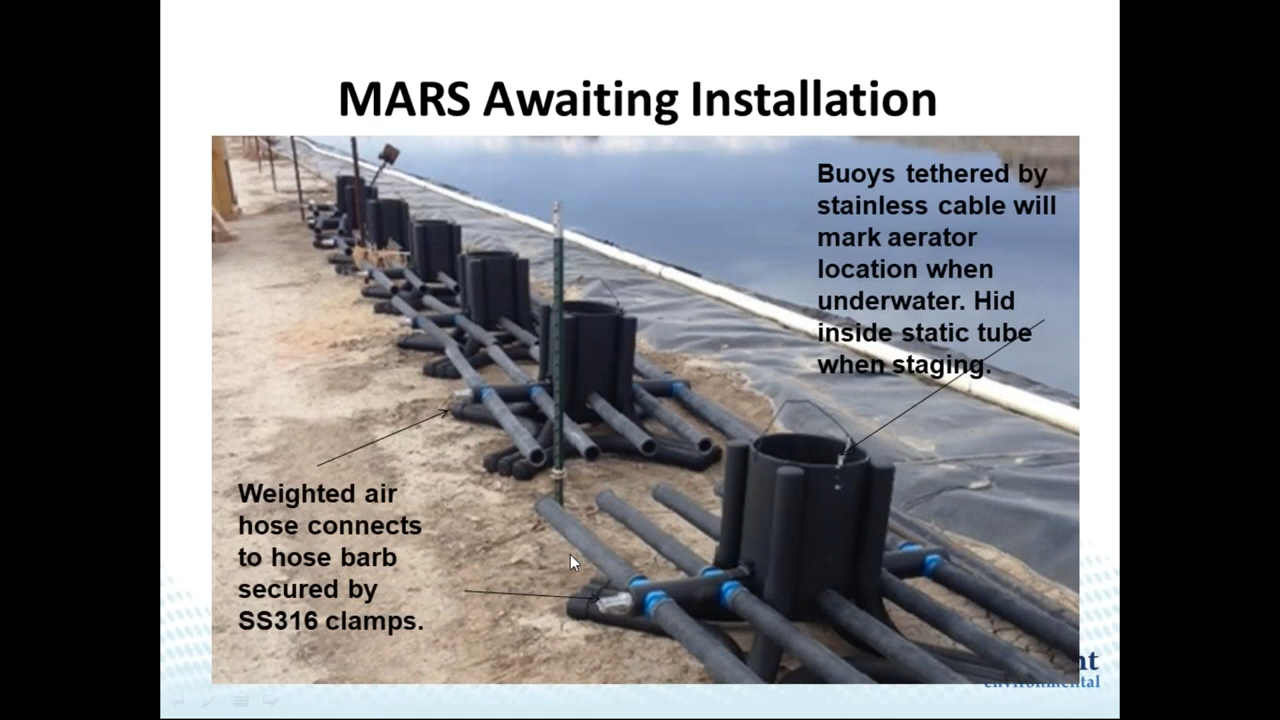 MARS Awaiting Installation
Buoys tethered by
stainless cable will
mark aerator
location when
underwater. Hid
inside static tube
when staging.
Weighted air
hose connects
to hose barb
secured by
SS316 clamps.
environmental